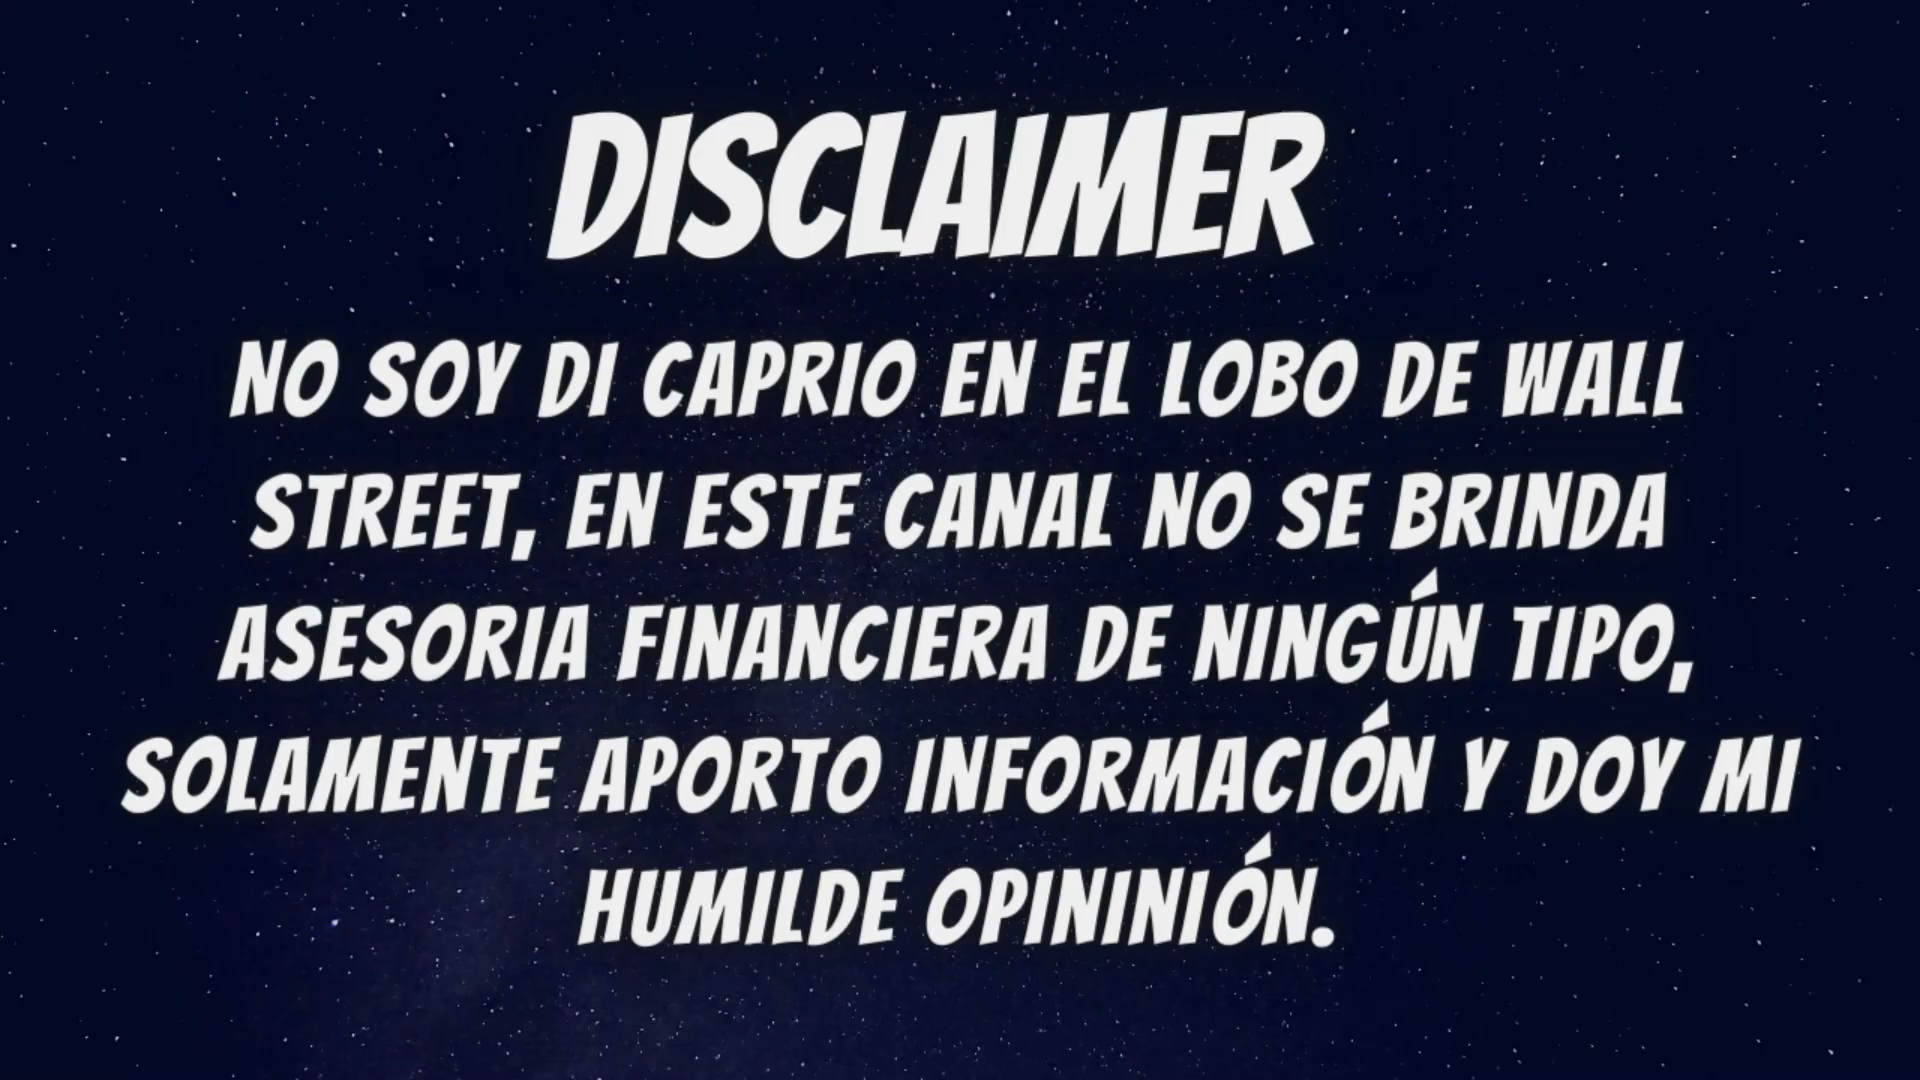 DISCLAIMER
NO SOY DI CAPRIO EN EL LOBO DE WALL
STREET, EN ESTE CANAL NO SE BRINDA
ASESORIA FINANCIERA DE NINGÚN TIPO,
SOLAMENTE APORTO INFORMACIÓN Y DOY MI
HUMILDE OPININIÓN.